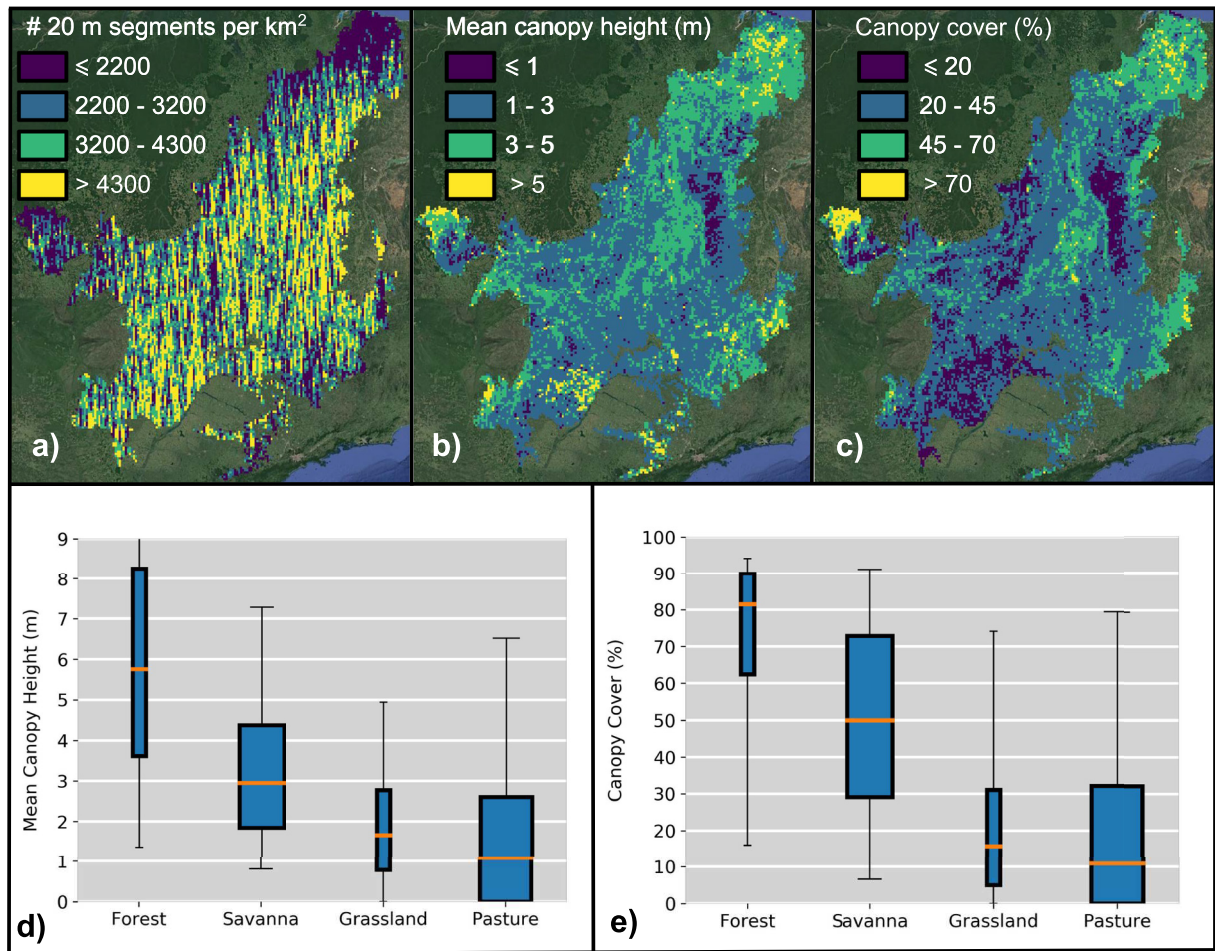 # 20 m segments per km²
⩽ 2200
2200 - 3200
3200 - 4300
> 4300
a)
Mean canopy height (m)
⩽ 1
1 - 3
3 - 5
> 5
b)
Canopy cover (%)
⩽ 20
20 - 45
45 - 70
> 70
c)
Mean Canopy Height (m)
9
8
7
6
5
4
3
2
1
0
Forest Savanna Grassland Pasture
d)
Canopy Cover (%)
100
90
80
70
60
50
40
30
20
10
0
Forest Savanna Grassland Pasture
e)